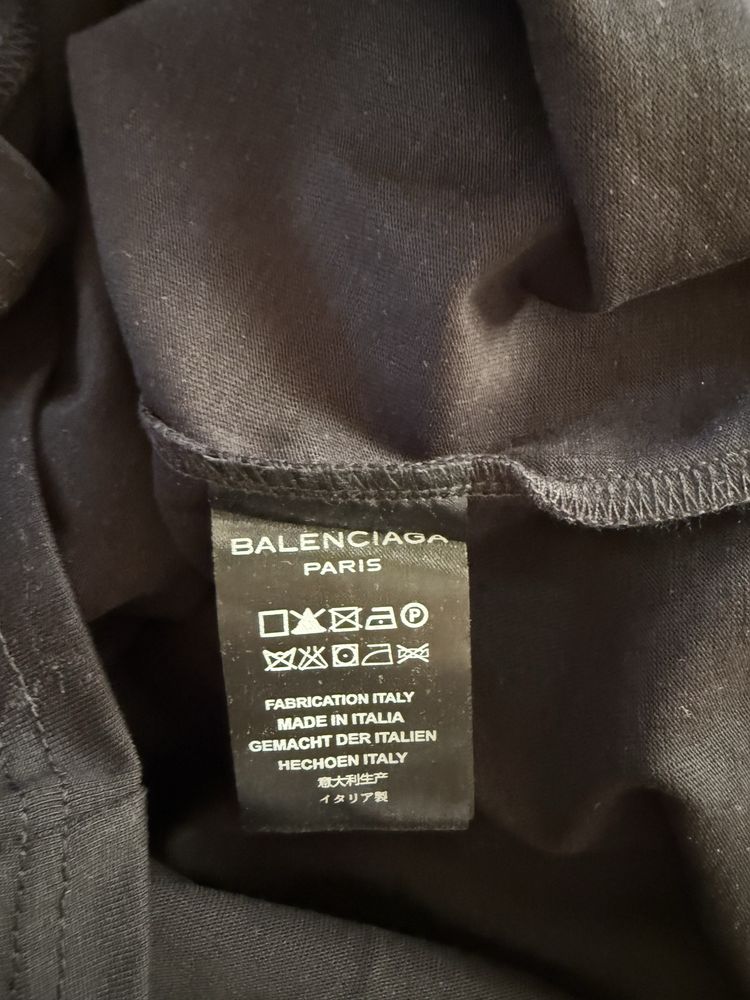 BALENCIAGA
PARIS
P
FABRICATION ITALY
MADE IN ITALIA
GEMACHT DER ITALIEN
HECHOEN ITALY
意大利生产
イタリア製